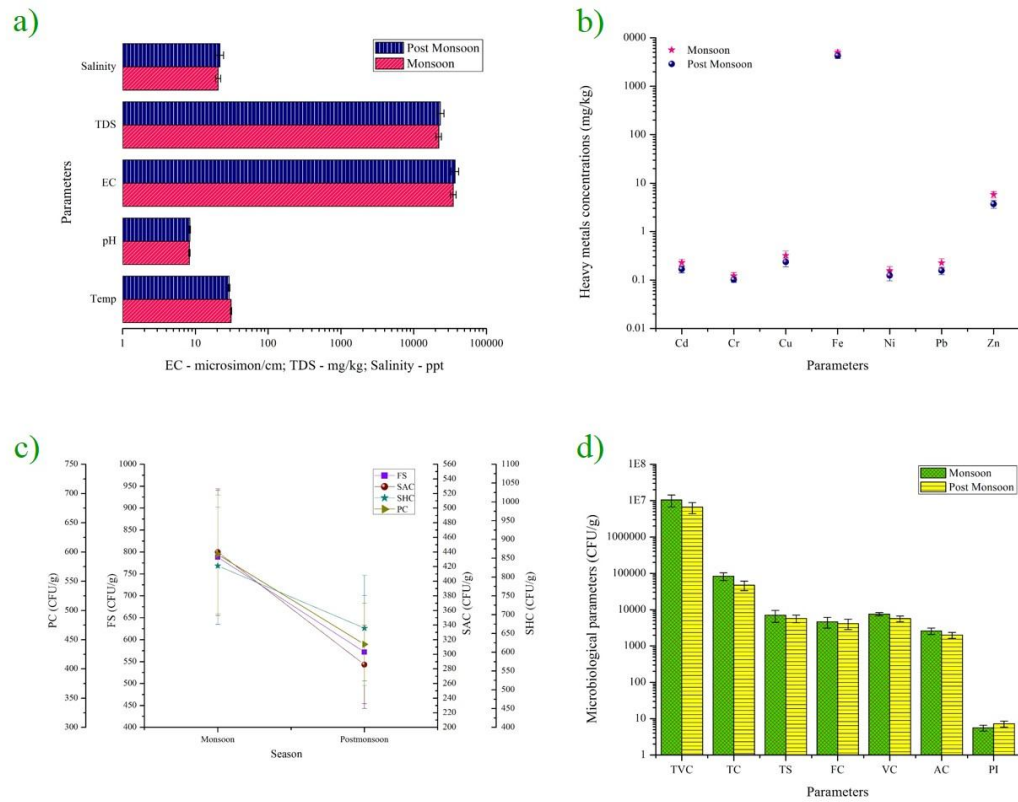 a)
Post Monsoon
Monsoon
Parameters
Salinity
TDS
EC
pH
Temp
1 10 100 1000 10000 100000
EC - microsimon/cm; TDS - mg/kg; Salinity - ppt
b)
Monsoon
Post Monsoon
Heavy metals concentrations (mg/kg)
0000
1000
100
10
1
0.1
0.01
Cd Cr Cu Fe Ni Pb Zn
Parameters
c)
FS
SAC
SHC
PC
PC (CFU/g)
750
700
650
600
550
500
450
400
350
300
FS (CFU/g)
1000
950
900
850
800
750
700
650
600
550
500
450
400
SAC (CFU/g)
560
540
520
500
480
460
440
420
400
380
360
340
320
300
280
260
240
220
200
SHC (CFU/g)
1100
1050
1000
950
900
850
800
750
700
650
600
550
500
450
400
Monsoon Postmonsoon
Season
d)
Monsoon
Post Monsoon
Microbiological parameters (CFU/g)
1E8
1E7
100000
10000
1000
100
10
1
TVC TC TS FC VC AC PI
Parameters